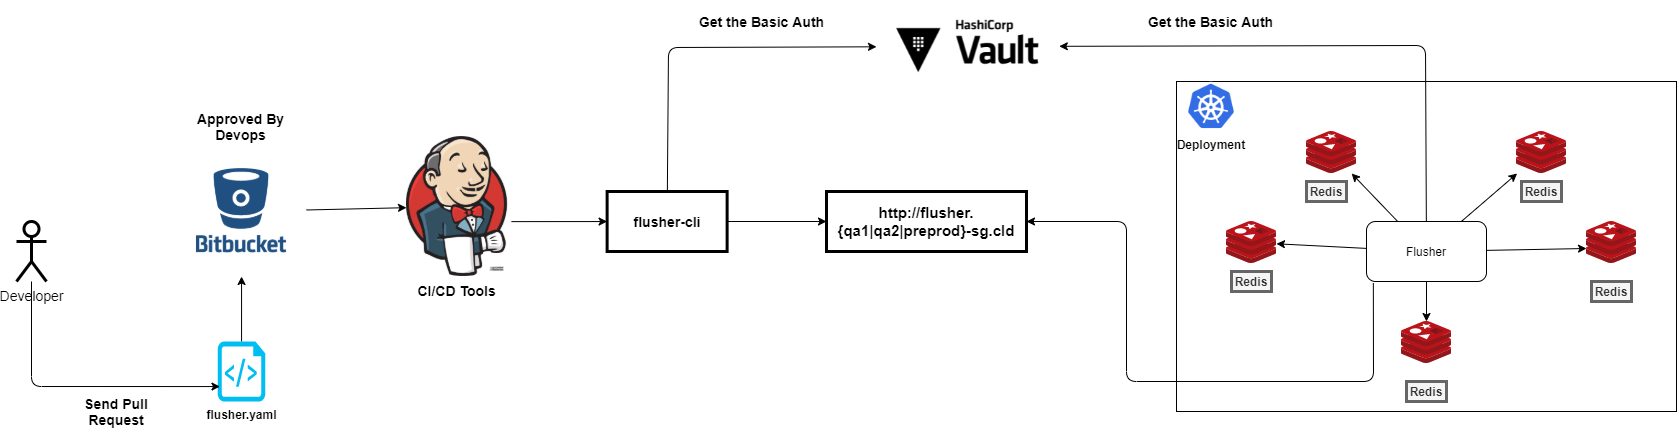 Get the Basic Auth
HashiCorp
Vault
Get the Basic Auth
Approved By
Devops
Bitbucket
Developer
Send Pull
Request
flusher.yaml
CI/CD Tools
flusher-cli
http://flusher.
{qa1|qa2|preprod}-sg.cld
Deployment
Redis
Redis
Flusher
Redis
Redis
Redis